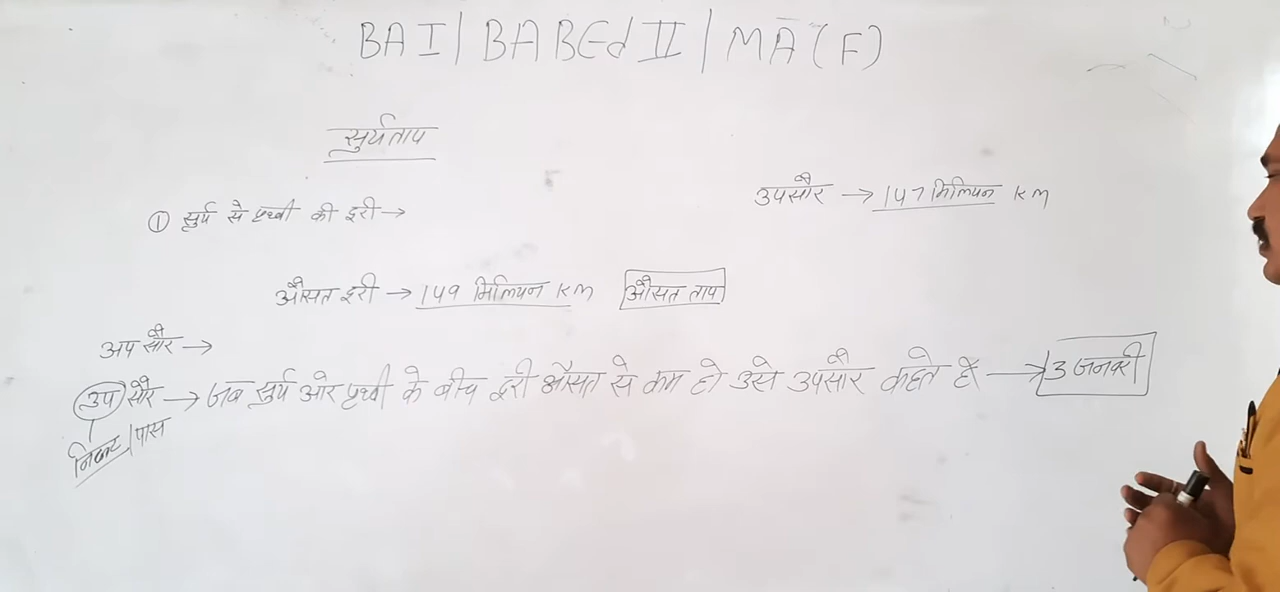 BA I / BA BEd II / MA (F)
सुर्यताप
① सुर्य से पृथ्वी की दूरी →
उपसौर → 147 मिलियन KM
औसत दूरी → 149 मिलियन KM औसत ताप
अप सौर →
उप सौर → जब सुर्य ओर पृथ्वी के बीच दूरी औसत से कम हो उसे उपसौर कहते हैं → 3 जनवरी
निकट/पास